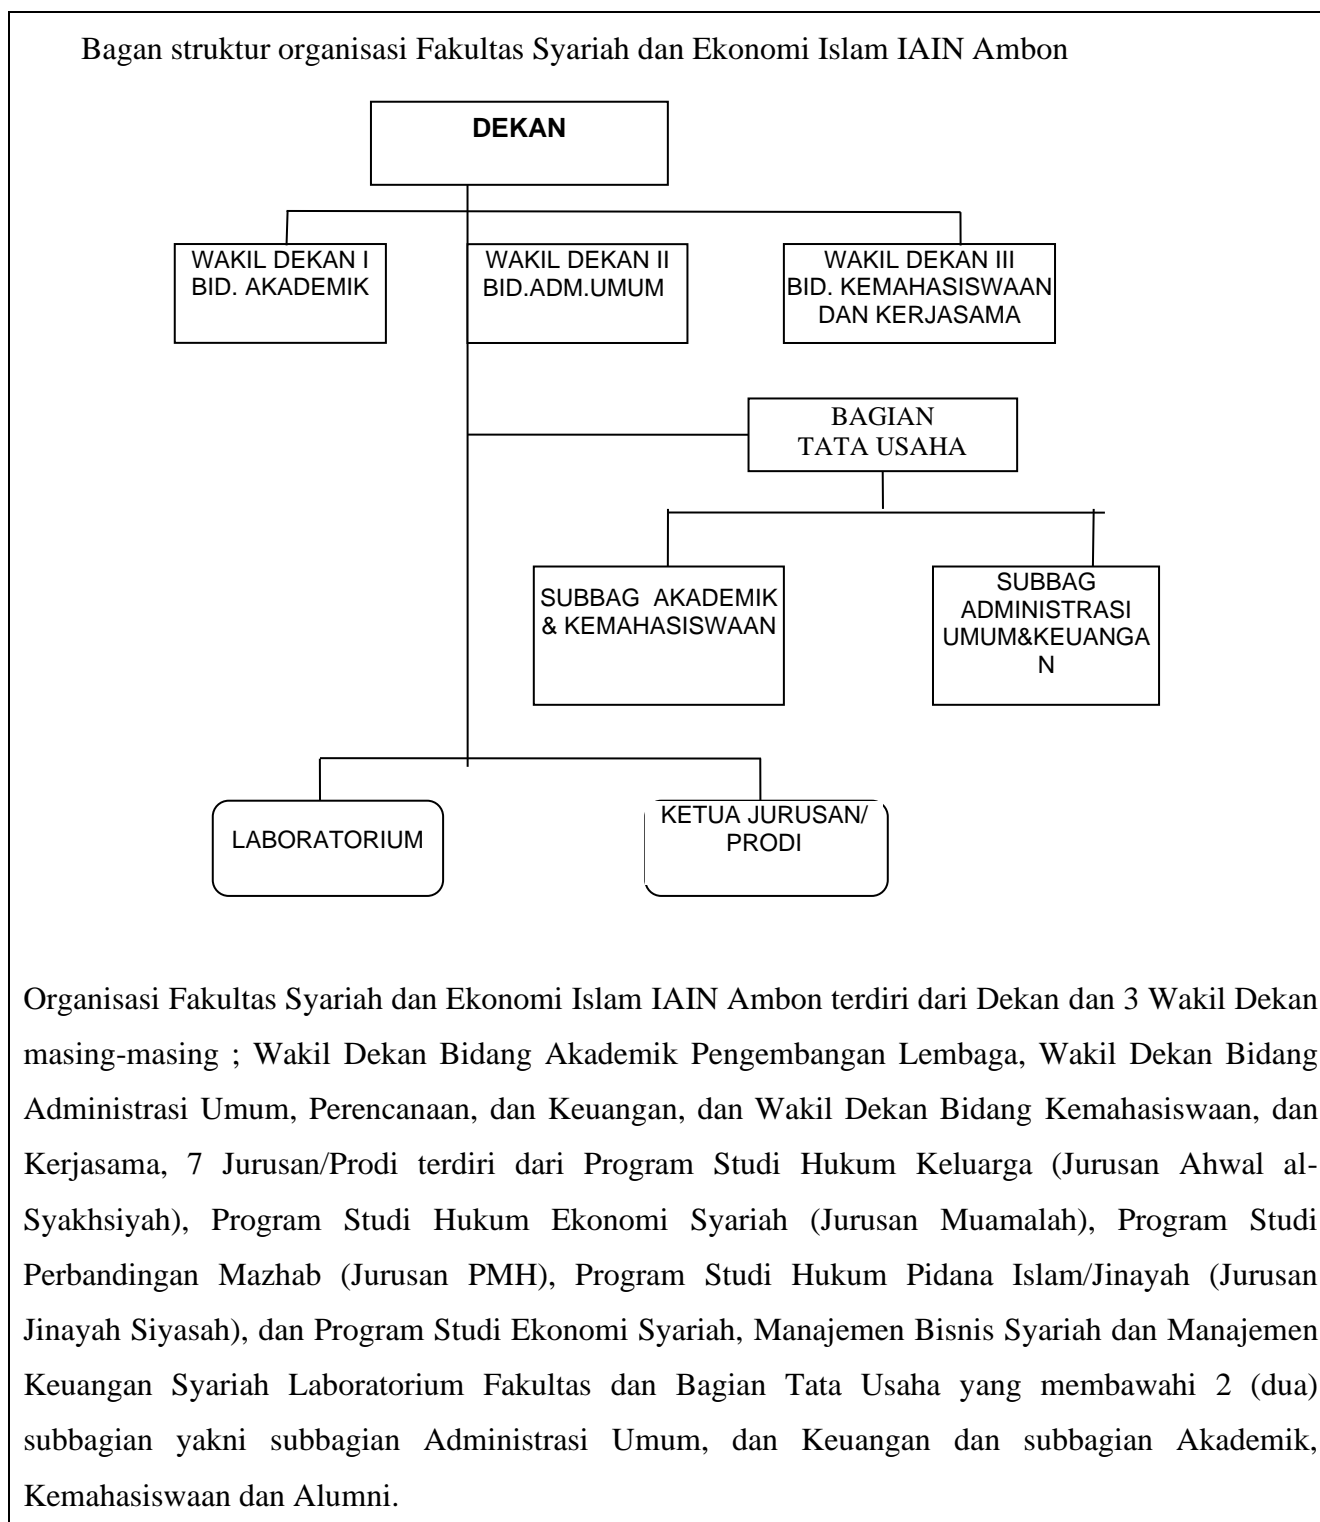 Bagan struktur organisasi Fakultas Syariah dan Ekonomi Islam IAIN Ambon
DEKAN
WAKIL DEKAN I
BID. AKADEMIK
WAKIL DEKAN II
BID.ADM.UMUM
WAKIL DEKAN III
BID. KEMAHASISWAAN
DAN KERJASAMA
BAGIAN
TATA USAHA
SUBBAG AKADEMIK
& KEMAHASISWAAN
SUBBAG
ADMINISTRASI
UMUM&KEUANGA
N
LABORATORIUM
KETUA JURUSAN/
PRODI
Organisasi Fakultas Syariah dan Ekonomi Islam IAIN Ambon terdiri dari Dekan dan 3 Wakil Dekan
masing-masing ; Wakil Dekan Bidang Akademik Pengembangan Lembaga, Wakil Dekan Bidang
Administrasi Umum, Perencanaan, dan Keuangan, dan Wakil Dekan Bidang Kemahasiswaan, dan
Kerjasama, 7 Jurusan/Prodi terdiri dari Program Studi Hukum Keluarga (Jurusan Ahwal al-
Syakhsiyah), Program Studi Hukum Ekonomi Syariah (Jurusan Muamalah), Program Studi
Perbandingan Mazhab (Jurusan PMH), Program Studi Hukum Pidana Islam/Jinayah (Jurusan
Jinayah Siyasah), dan Program Studi Ekonomi Syariah, Manajemen Bisnis Syariah dan Manajemen
Keuangan Syariah Laboratorium Fakultas dan Bagian Tata Usaha yang membawahi 2 (dua)
subbagian yakni subbagian Administrasi Umum, dan Keuangan dan subbagian Akademik,
Kemahasiswaan dan Alumni.